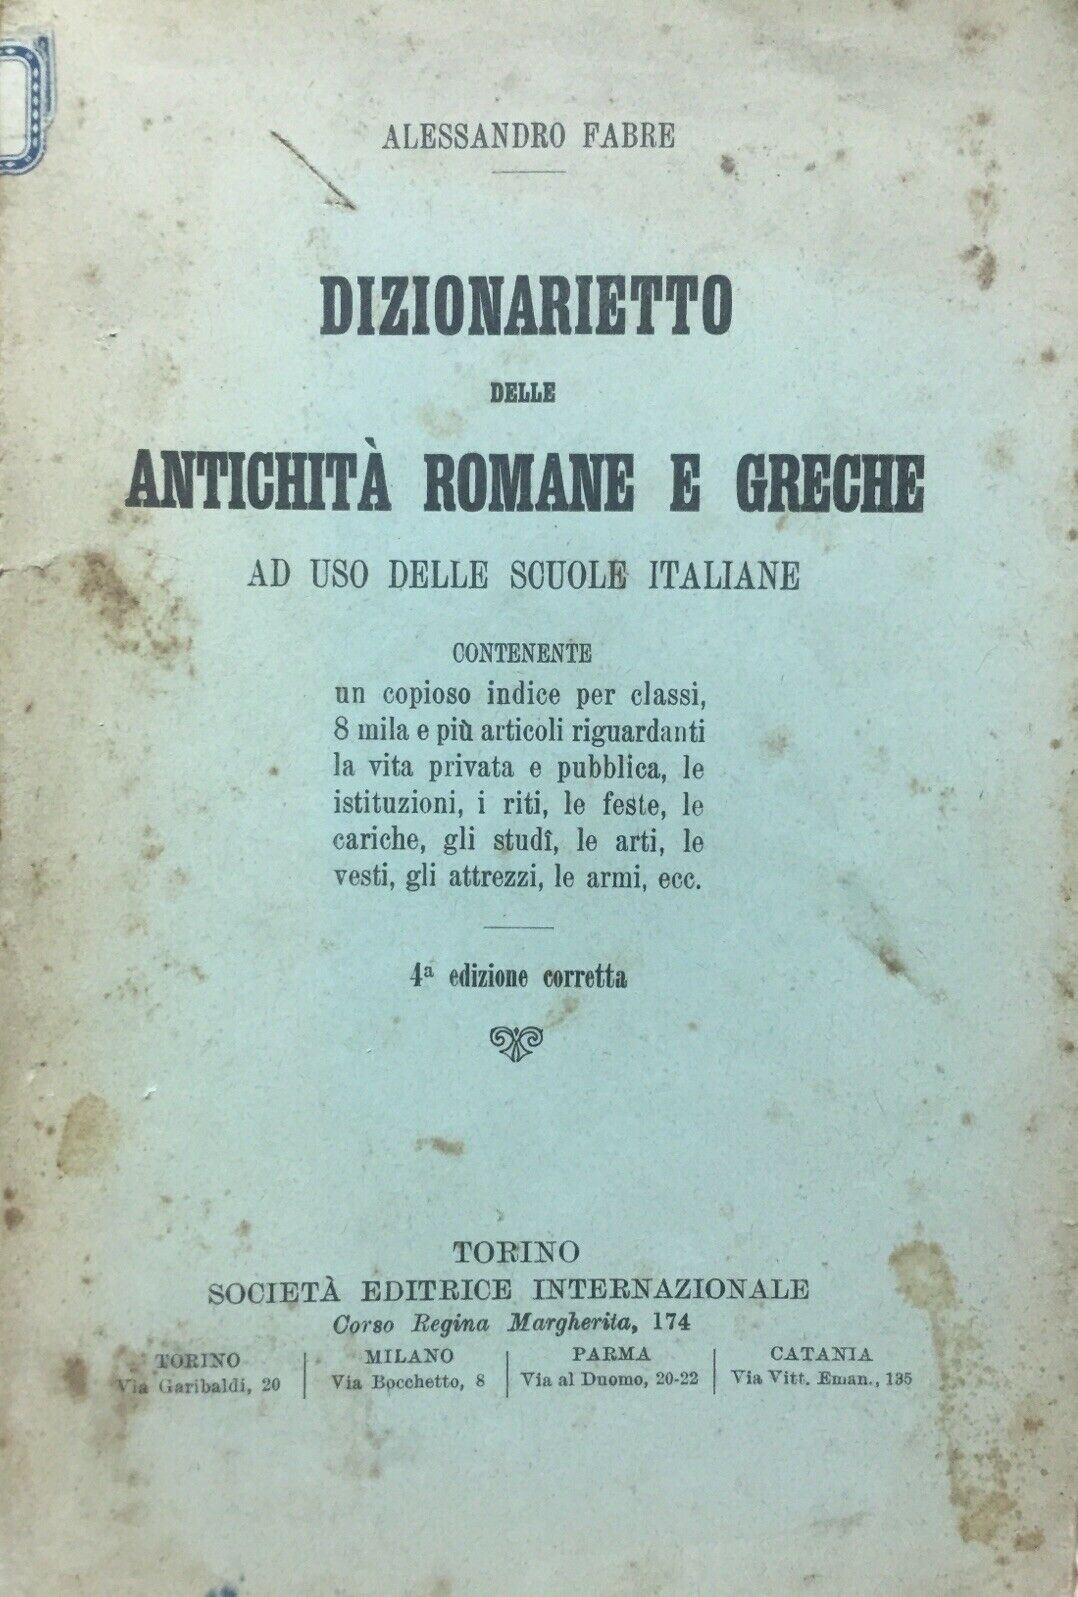 ALESSANDRO FABRE
DIZIONARIETTO
DELLE
ANTICHITÀ ROMANE E GRECHE
AD USO DELLE SCUOLE ITALIANE
CONTENENTE
un copioso indice per classi,
8 mila e più articoli riguardanti
la vita privata e pubblica, le
istituzioni, i riti, le feste, le
cariche, gli studî, le arti, le
vesti, gli attrezzi, le armi, ecc.
4ª edizione corretta
TORINO
SOCIETÀ EDITRICE INTERNAZIONALE
Corso Regina Margherita, 174
TORINO
Via Garibaldi, 20
MILANO
Via Bocchetto, 8
PARMA
Via al Duomo, 20-22
CATANIA
Via Vitt. Eman., 135